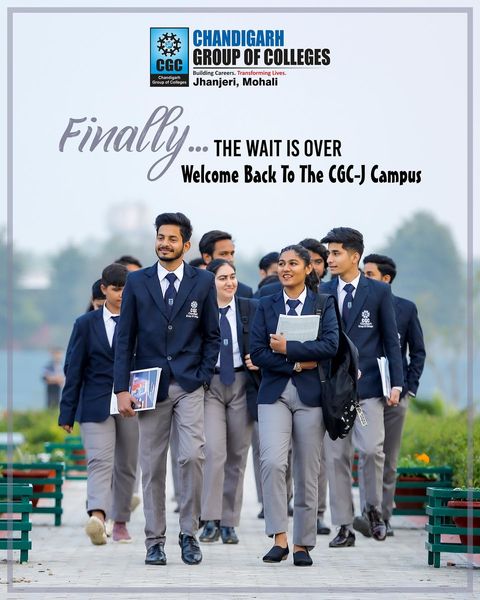 CHANDIGARH
GROUP OF COLLEGES
CGC
Chandigarh
Group of Colleges
Building Careers. Transforming Lives.
Jhanjeri, Mohali
Finally... THE WAIT IS OVER
Welcome Back To The CGC-J Campus